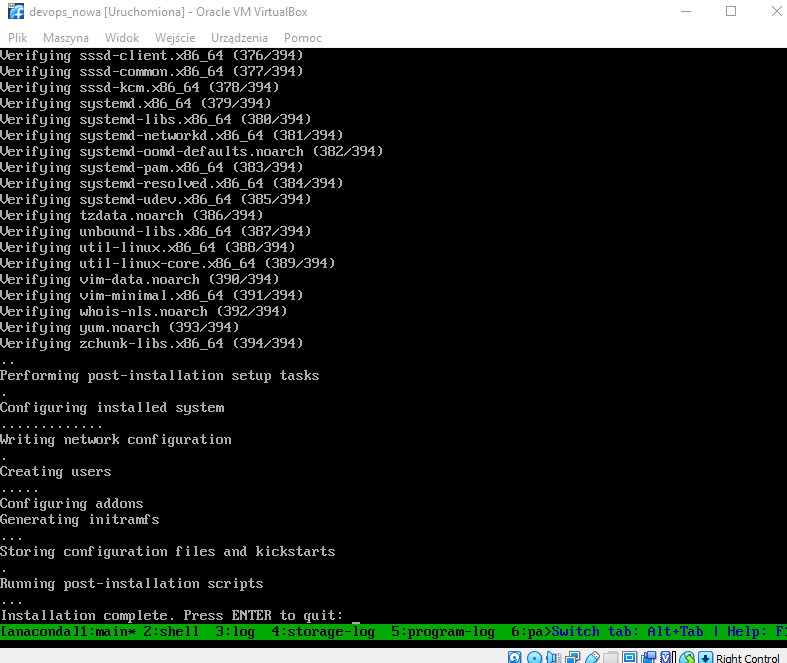 devops_nowa [Uruchomiona] - Oracle VM VirtualBox
Plik Maszyna Widok Wejście Urządzenia Pomoc
Verifying sssd-client.x86_64 (376/394)
Verifying sssd-common.x86_64 (377/394)
Verifying sssd-kcm.x86_64 (378/394)
Verifying systemd.x86_64 (379/394)
Verifying systemd-libs.x86_64 (380/394)
Verifying systemd-networkd.x86_64 (381/394)
Verifying systemd-oomd-defaults.noarch (382/394)
Verifying systemd-pam.x86_64 (383/394)
Verifying systemd-resolved.x86_64 (384/394)
Verifying systemd-udev.x86_64 (385/394)
Verifying tzdata.noarch (386/394)
Verifying unbound-libs.x86_64 (387/394)
Verifying util-linux.x86_64 (388/394)
Verifying util-linux-core.x86_64 (389/394)
Verifying vim-data.noarch (390/394)
Verifying vim-minimal.x86_64 (391/394)
Verifying whois-nls.noarch (392/394)
Verifying yum.noarch (393/394)
Verifying zchunk-libs.x86_64 (394/394)
..
Performing post-installation setup tasks
.
Configuring installed system
.............
Writing network configuration
.
Creating users
.....
Configuring addons
Generating initramfs
...
Storing configuration files and kickstarts
.
Running post-installation scripts
...
Installation complete. Press ENTER to quit: _
[anaconda]1:main* 2:shell  3:log  4:storage-log  5:program-log  6:pa>Switch tab: Alt+Tab | Help: F1
Right Control